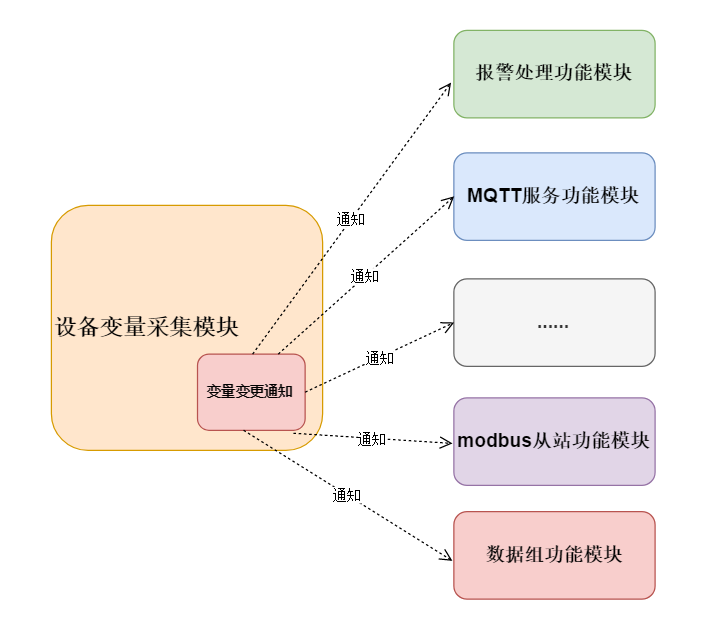 报警处理功能模块
通知
MQTT服务功能模块
通知
设备变量采集模块
......
通知
变量变更通知
通知
modbus从站功能模块
通知
数据组功能模块